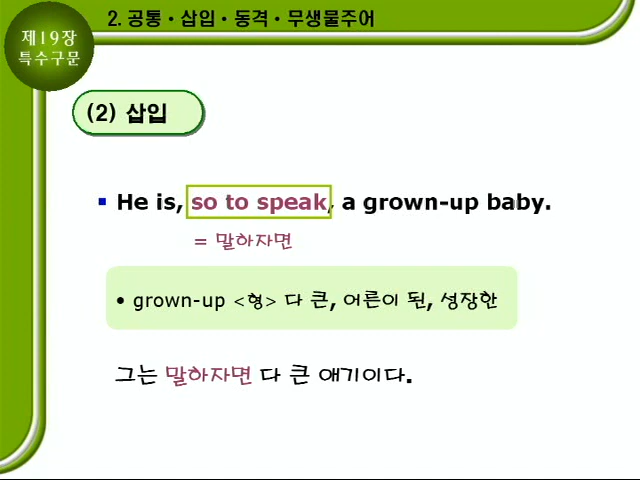 2. 공통 · 삽입 · 동격 · 무생물주어
제19장
특수구문
(2) 삽입
He is, so to speak, a grown-up baby.
= 말하자면
• grown-up <형> 다 큰, 어른이 된, 성장한
그는 말하자면 다 큰 얘기이다.